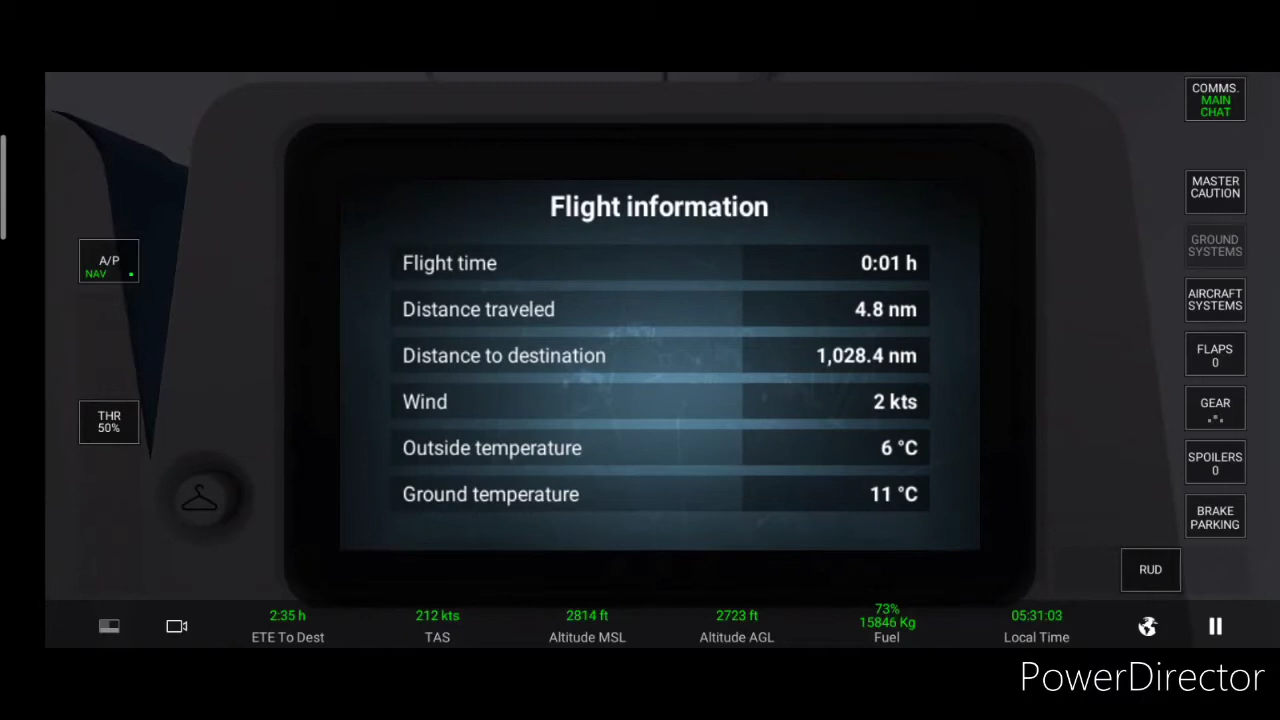 COMMS.
MAIN
CHAT
MASTER
CAUTION
Flight information
GROUND
SYSTEMS
A/P
NAV
Flight time 0:01 h
AIRCRAFT
SYSTEMS
Distance traveled 4.8 nm
FLAPS
0
Distance to destination 1,028.4 nm
GEAR
Wind 2 kts
THR
50%
Outside temperature 6 °C
SPOILERS
0
Ground temperature 11 °C
BRAKE
PARKING
RUD
2:35 h 212 kts 2814 ft 2723 ft 73% 15846 Kg 05:31:03
ETE To Dest TAS Altitude MSL Altitude AGL Fuel Local Time
PowerDirector